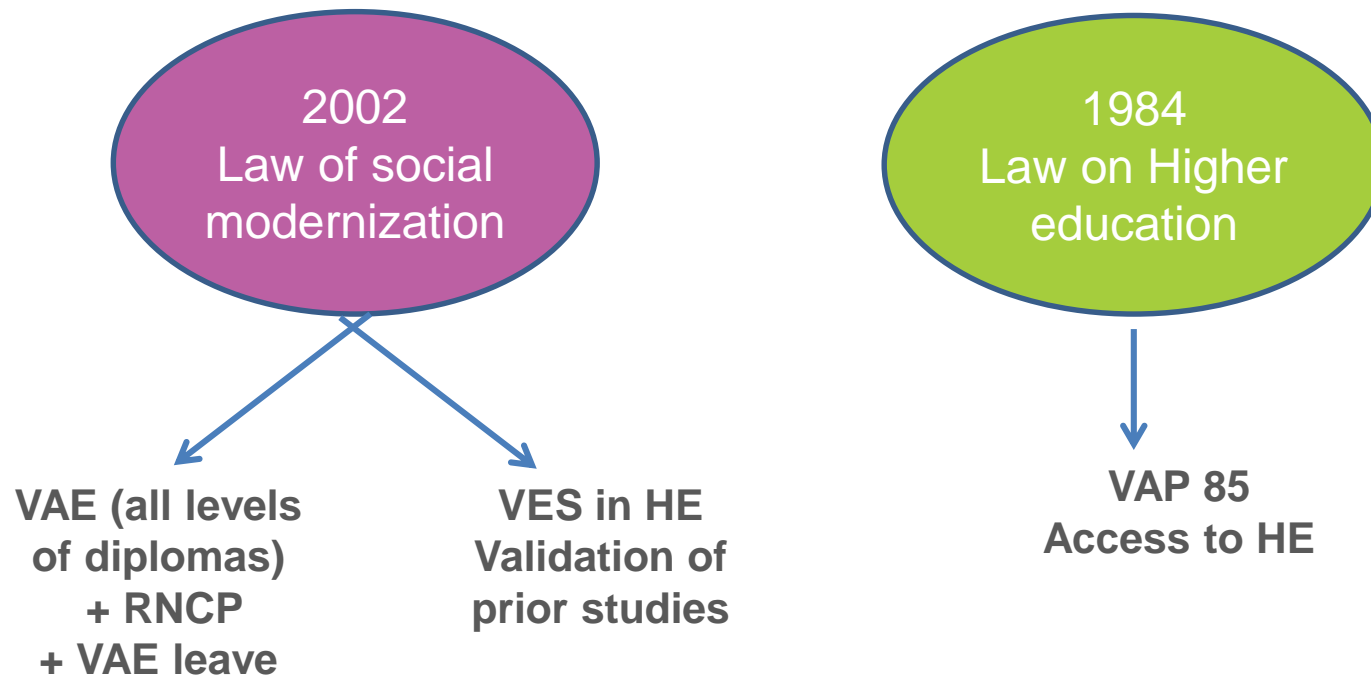 2002
Law of social
modernization
1984
Law on Higher
education
VAE (all levels
of diplomas)
+ RNCP
+ VAE leave
VES in HE
Validation of
prior studies
VAP 85
Access to HE